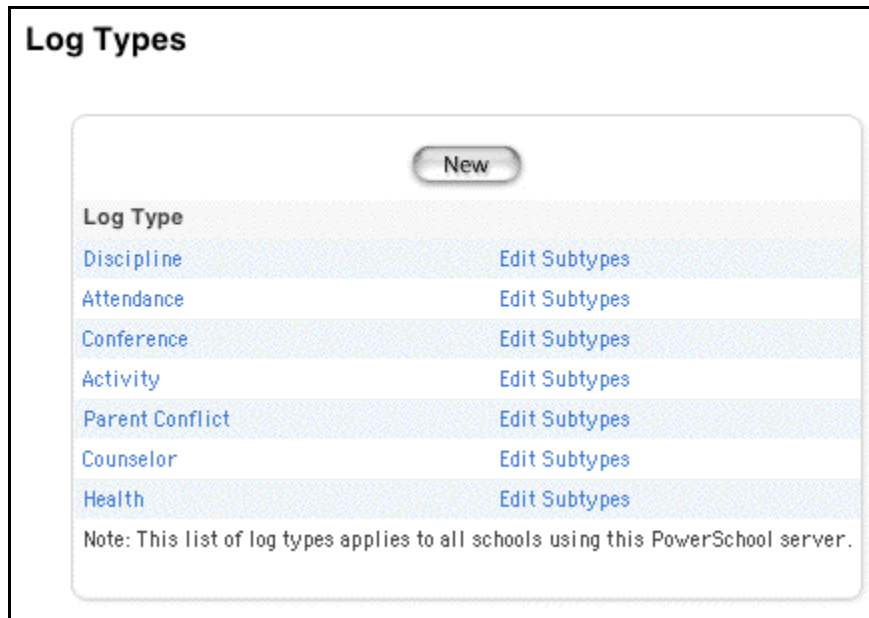 Log Types
New
Log Type
Discipline Edit Subtypes
Attendance Edit Subtypes
Conference Edit Subtypes
Activity Edit Subtypes
Parent Conflict Edit Subtypes
Counselor Edit Subtypes
Health Edit Subtypes
Note: This list of log types applies to all schools using this PowerSchool server.